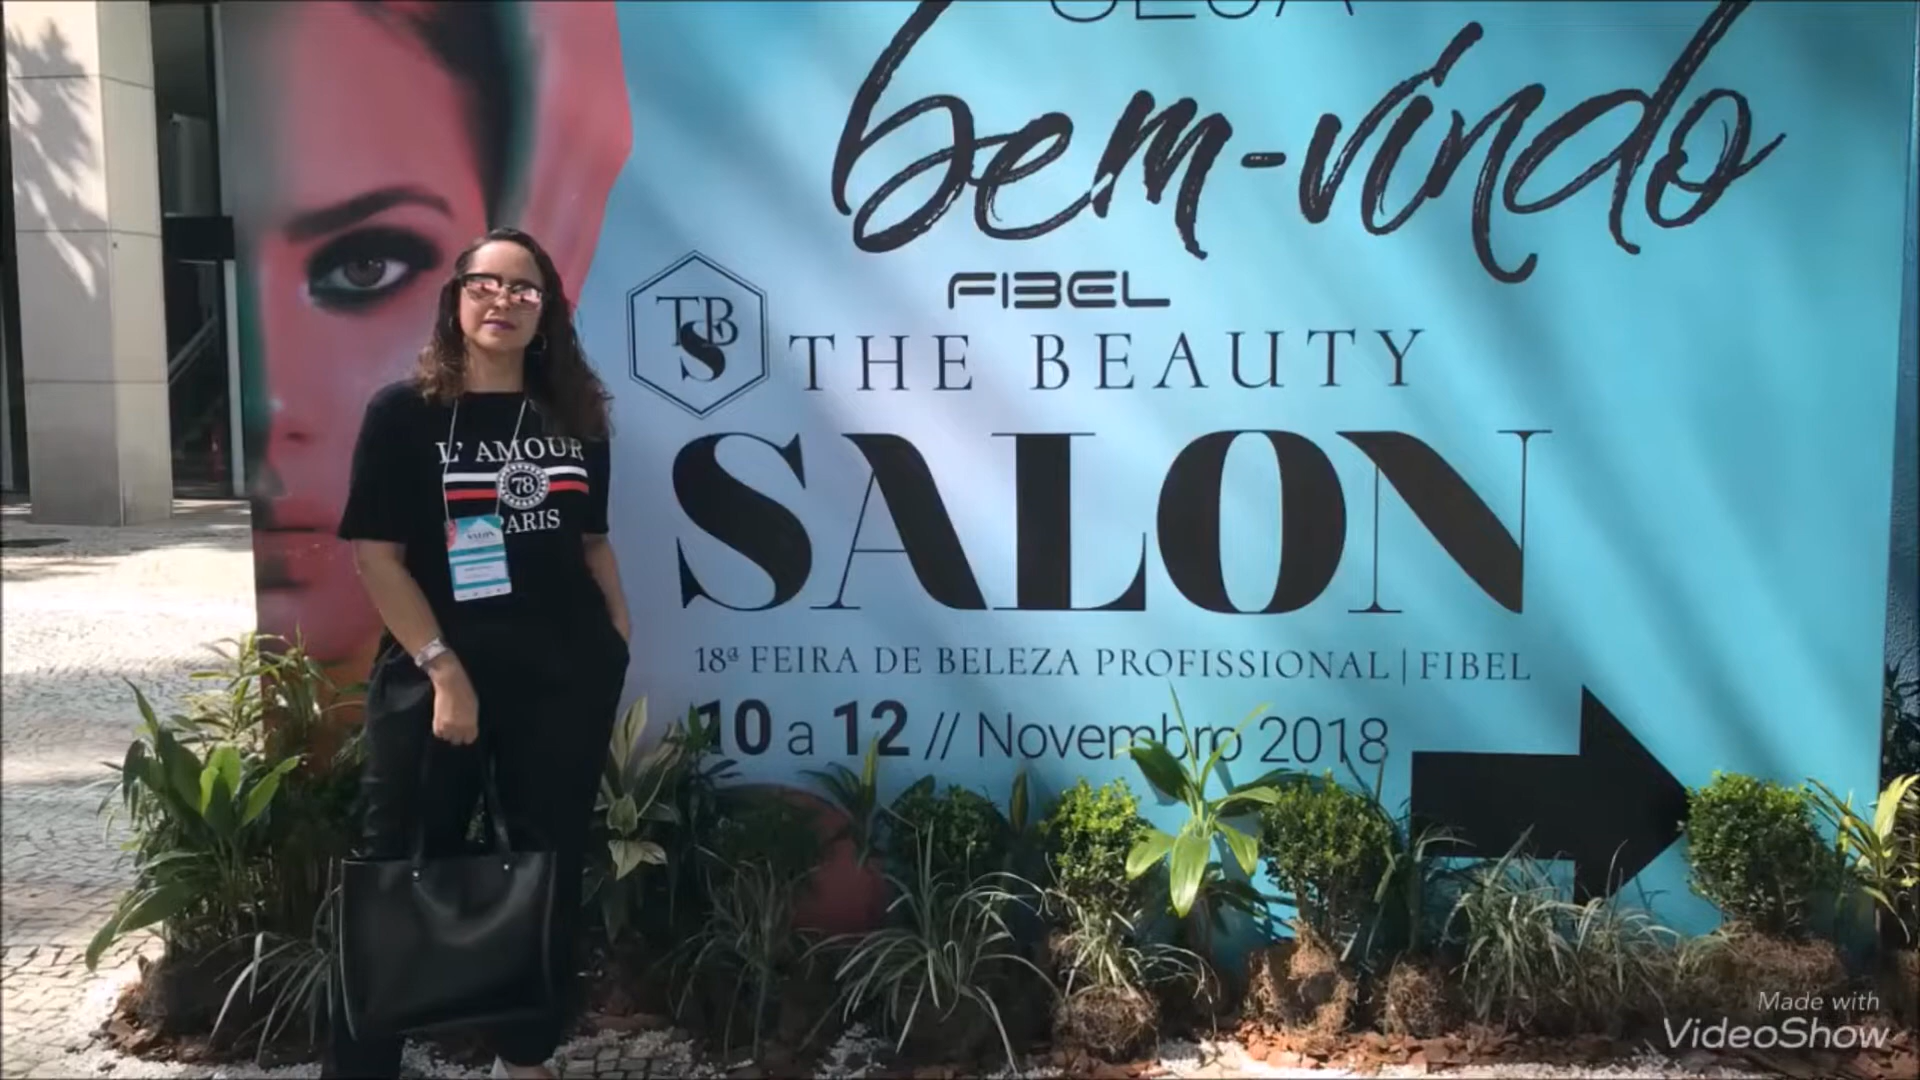 bem-vindo
FIBEL
TBS
THE BEAUTY
SALON
18ª FEIRA DE BELEZA PROFISSIONAL | FIBEL
10 a 12 // Novembro 2018
L' AMOUR
78
PARIS
SALON
Made with
VideoShow